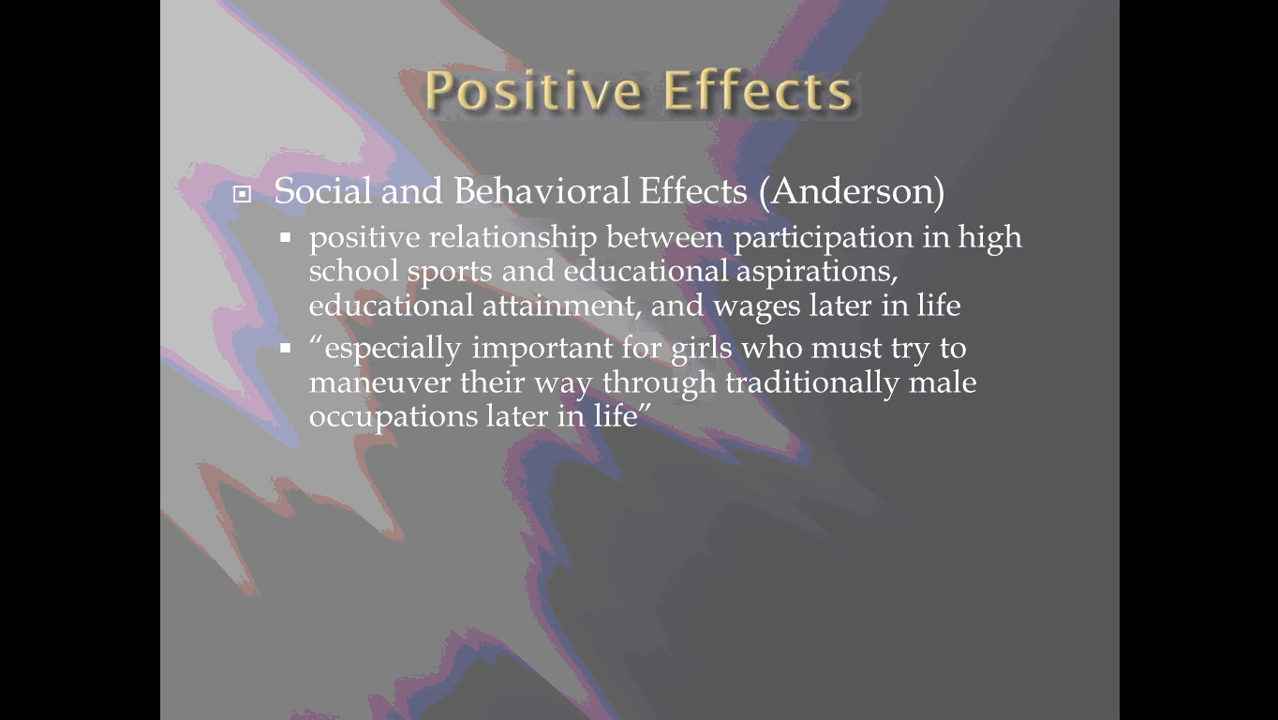 Positive Effects
Social and Behavioral Effects (Anderson)
positive relationship between participation in high
school sports and educational aspirations,
educational attainment, and wages later in life
“especially important for girls who must try to
maneuver their way through traditionally male
occupations later in life”